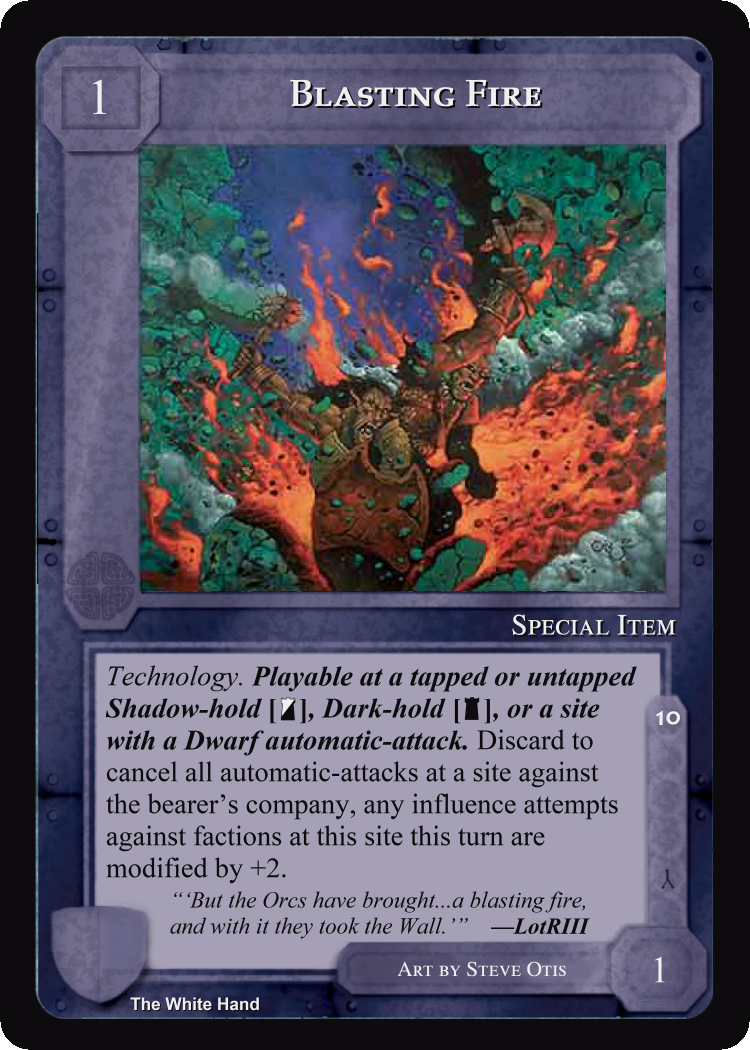 1
Blasting Fire
Special Item
Technology. Playable at a tapped or untapped
Shadow-hold [], Dark-hold [], or a site
with a Dwarf automatic-attack. Discard to
cancel all automatic-attacks at a site against
the bearer’s company, any influence attempts
against factions at this site this turn are
modified by +2.
10
“‘But the Orcs have brought...a blasting fire,
and with it they took the Wall.’” —LotRIII
Art by Steve Otis
1
The White Hand